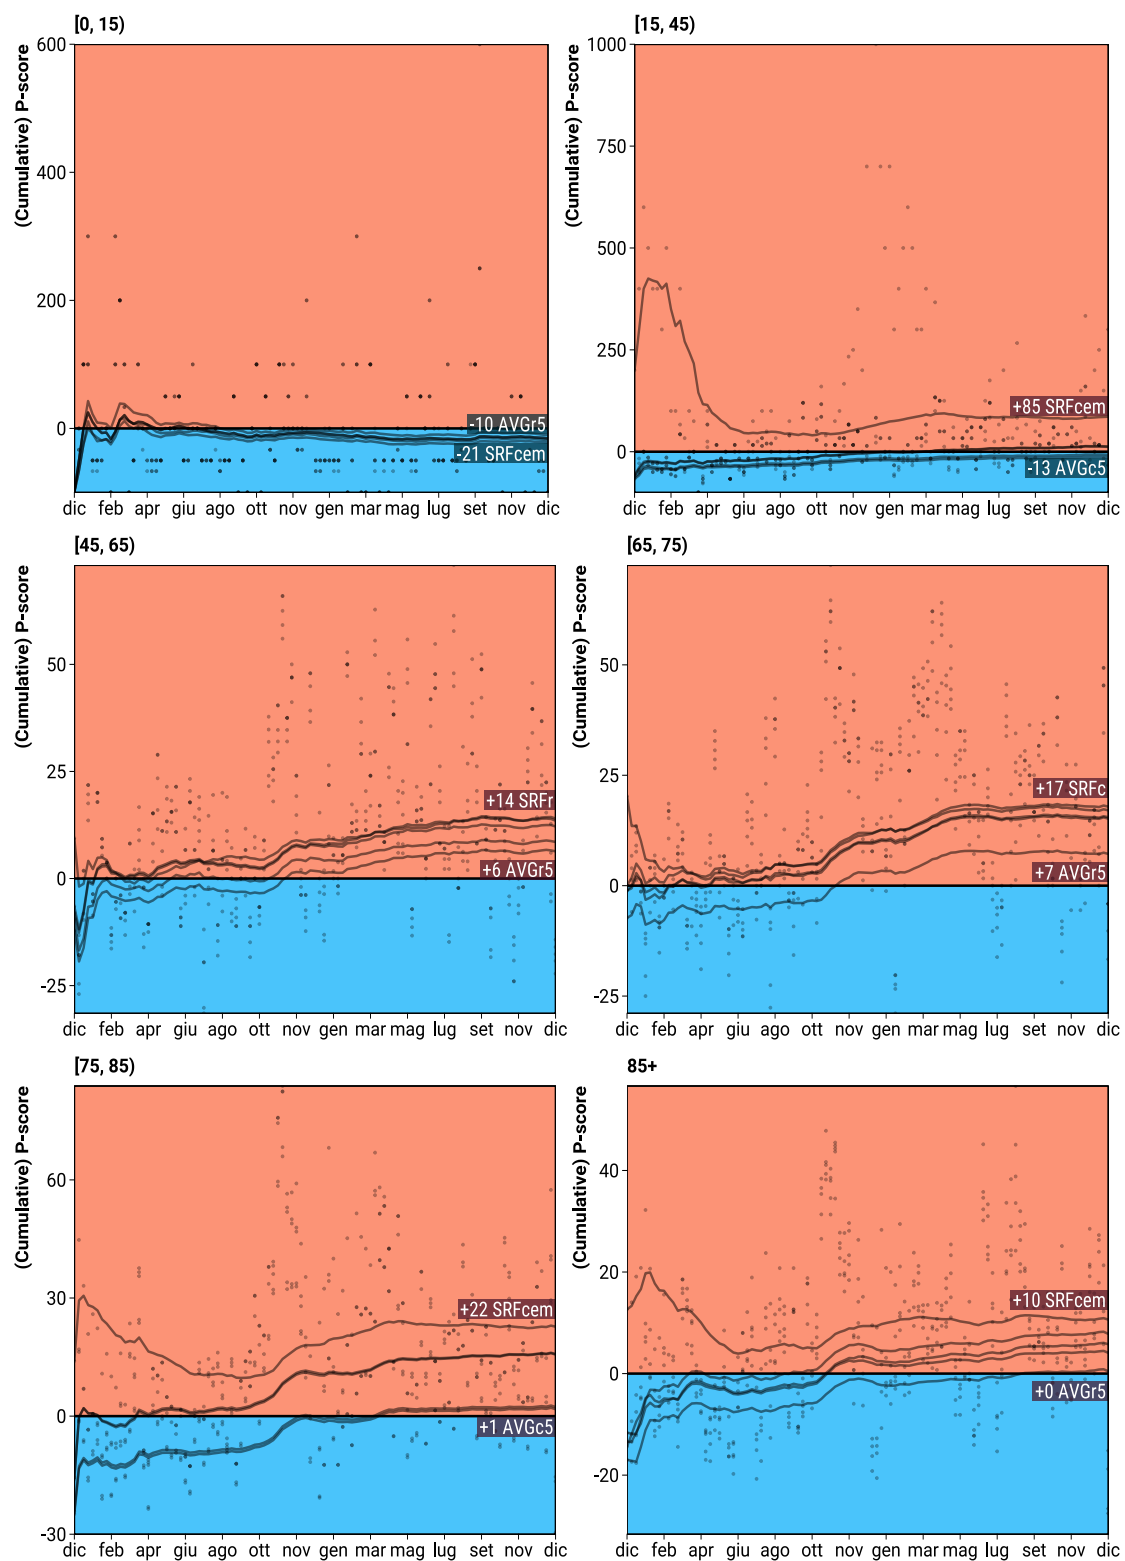 [0, 15)
(Cumulative) P-score
600
400
200
0
-10 AVGr5
-21 SRFcem
dic feb apr giu ago ott nov gen mar mag lug set nov dic
[15, 45)
(Cumulative) P-score
1000
750
500
250
0
+85 SRFcem
-13 AVGc5
dic feb apr giu ago ott nov gen mar mag lug set nov dic
[45, 65)
(Cumulative) P-score
50
25
0
-25
+14 SRFr
+6 AVGr5
dic feb apr giu ago ott nov gen mar mag lug set nov dic
[65, 75)
(Cumulative) P-score
50
25
0
-25
+17 SRFc
+7 AVGr5
dic feb apr giu ago ott nov gen mar mag lug set nov dic
[75, 85)
(Cumulative) P-score
60
30
0
-30
+22 SRFcem
+1 AVGc5
dic feb apr giu ago ott nov gen mar mag lug set nov dic
85+
(Cumulative) P-score
40
20
0
-20
+10 SRFcem
+0 AVGr5
dic feb apr giu ago ott nov gen mar mag lug set nov dic